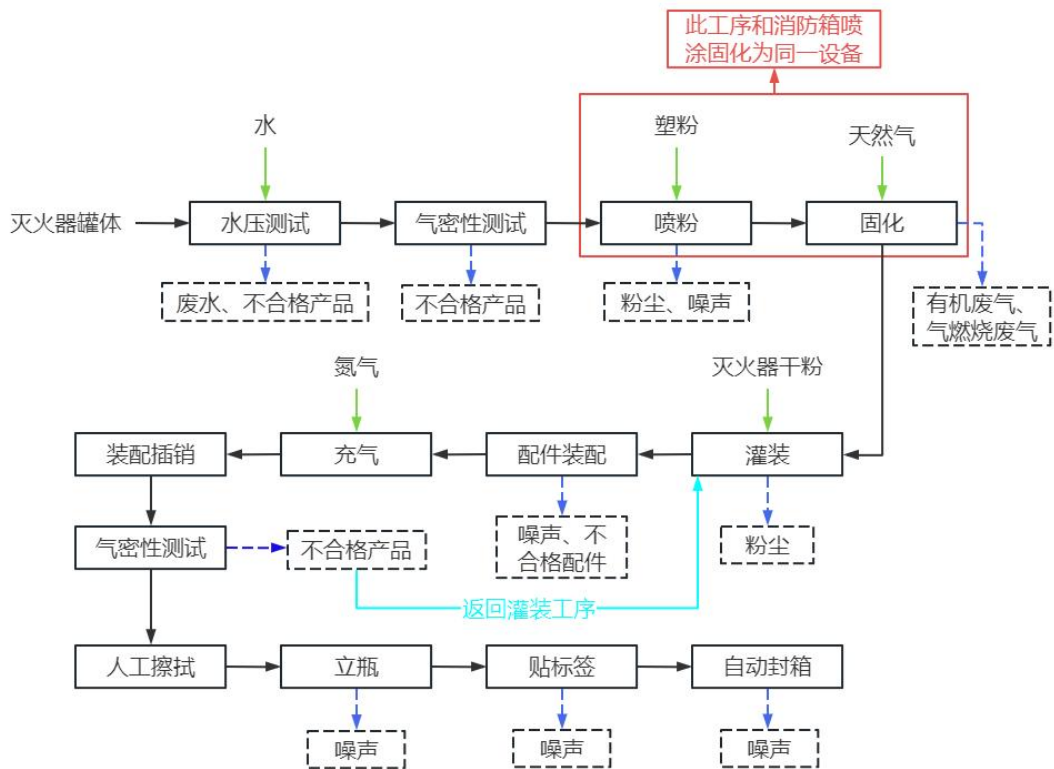 此工序和消防箱喷
涂固化为同一设备
水
塑粉
天然气
灭火器罐体
水压测试
气密性测试
喷粉
固化
废水、不合格产品
不合格产品
粉尘、噪声
有机废气、
气燃烧废气
氮气
灭火器干粉
装配插销
充气
配件装配
灌装
气密性测试
不合格产品
噪声、不
合格配件
粉尘
返回灌装工序
人工擦拭
立瓶
贴标签
自动封箱
噪声
噪声
噪声